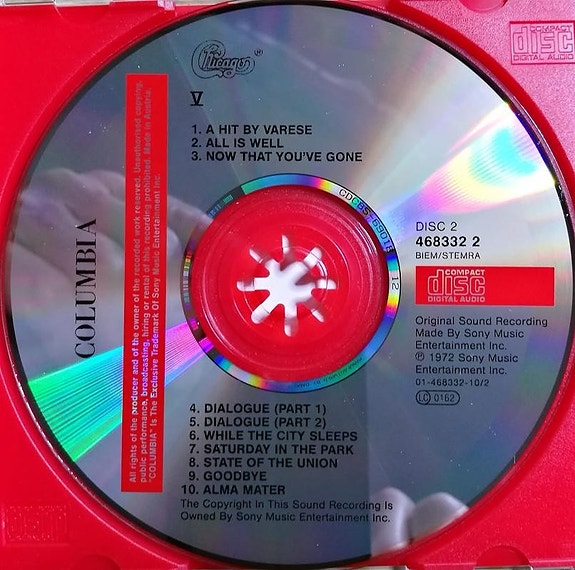 Chicago ®
V
1. A HIT BY VARESE
2. ALL IS WELL
3. NOW THAT YOU'VE GONE
COMPACT
disc
DIGITAL AUDIO
COLUMBIA
All rights of the producer and of the owner of the recorded work reserved. Unauthorised copying,
public performance, broadcasting, hiring or rental of this recording prohibited. Made in Austria.
"COLUMBIA" Is The Exclusive Trademark Of Sony Music Entertainment Inc.
CDCBS 69018 12
DISC 2
468332 2
BIEM/STEMRA
COMPACT
disc
DIGITAL AUDIO
Original Sound Recording
Made By Sony Music
Entertainment Inc.
℗ 1972 Sony Music
Entertainment Inc.
01-468332-10/2
LC 0162
4. DIALOGUE (PART 1)
5. DIALOGUE (PART 2)
6. WHILE THE CITY SLEEPS
7. SATURDAY IN THE PARK
8. STATE OF THE UNION
9. GOODBYE
10. ALMA MATER
The Copyright In This Sound Recording Is
Owned By Sony Music Entertainment Inc.